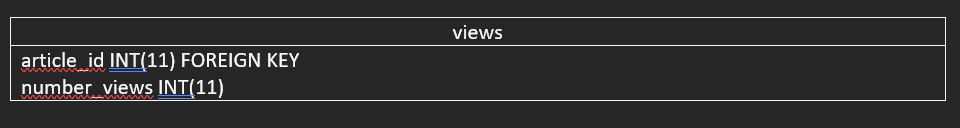 views
article_id INT(11) FOREIGN KEY
number_views INT(11)